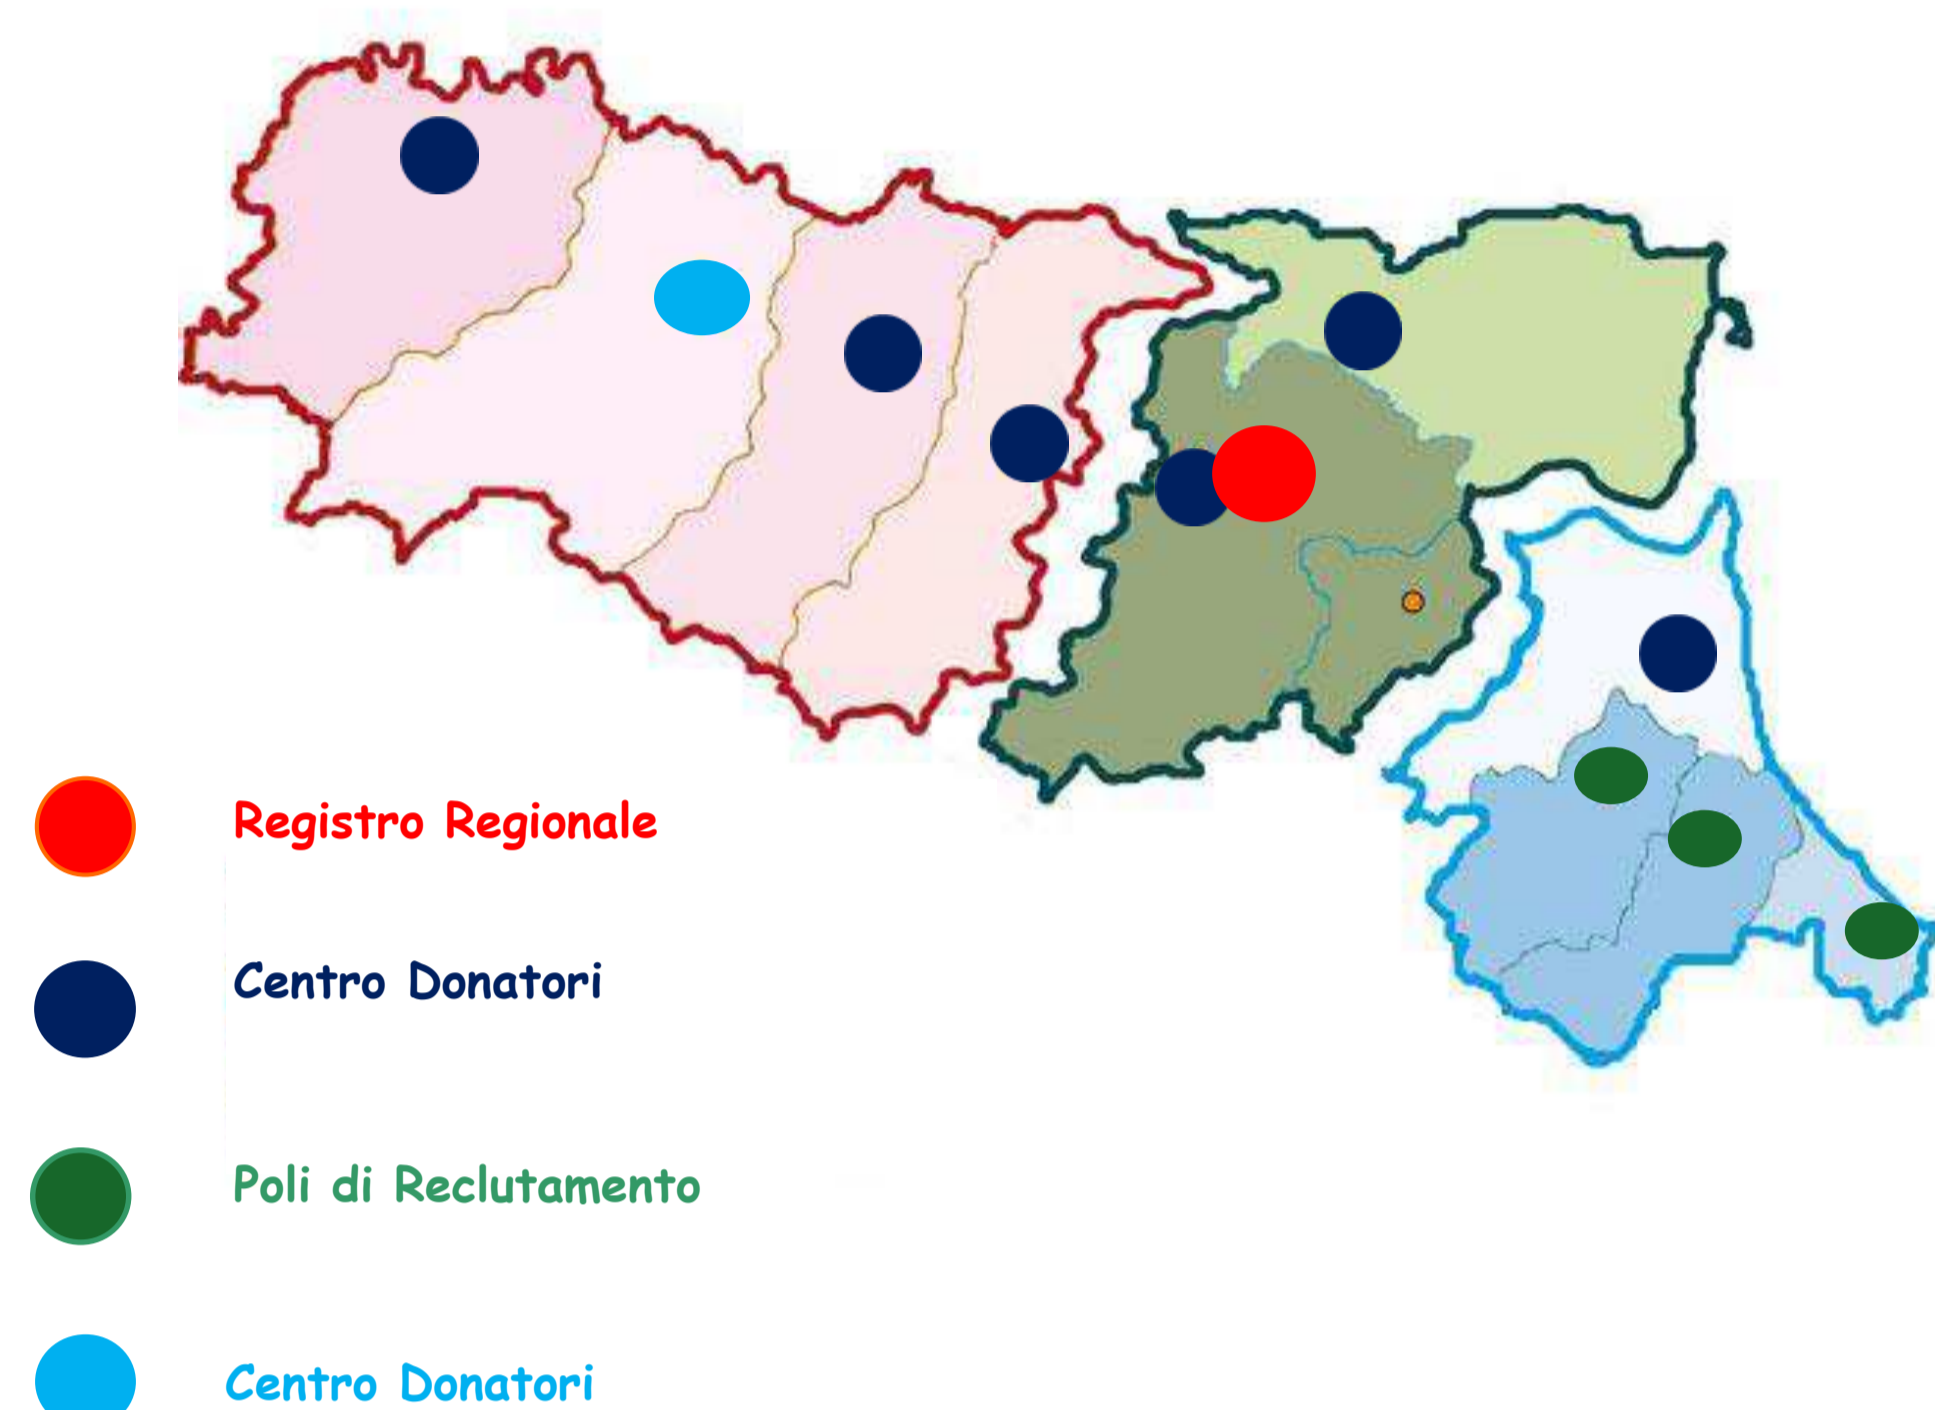 Registro Regionale
Centro Donatori
Poli di Reclutamento
Centro Donatori